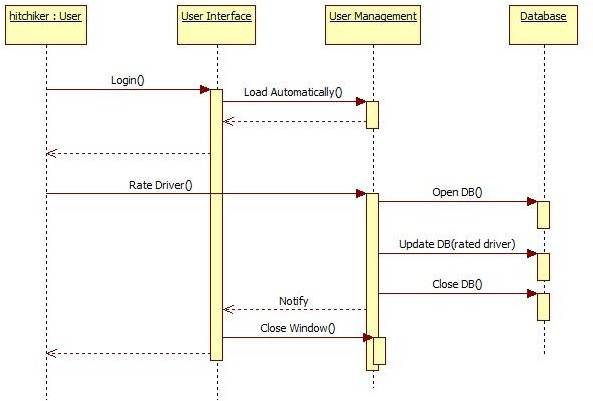 hitchiker : User
User Interface
User Management
Database
Login()
Load Automatically()
Rate Driver()
Open DB()
Update DB(rated driver)
Close DB()
Notify
Close Window()